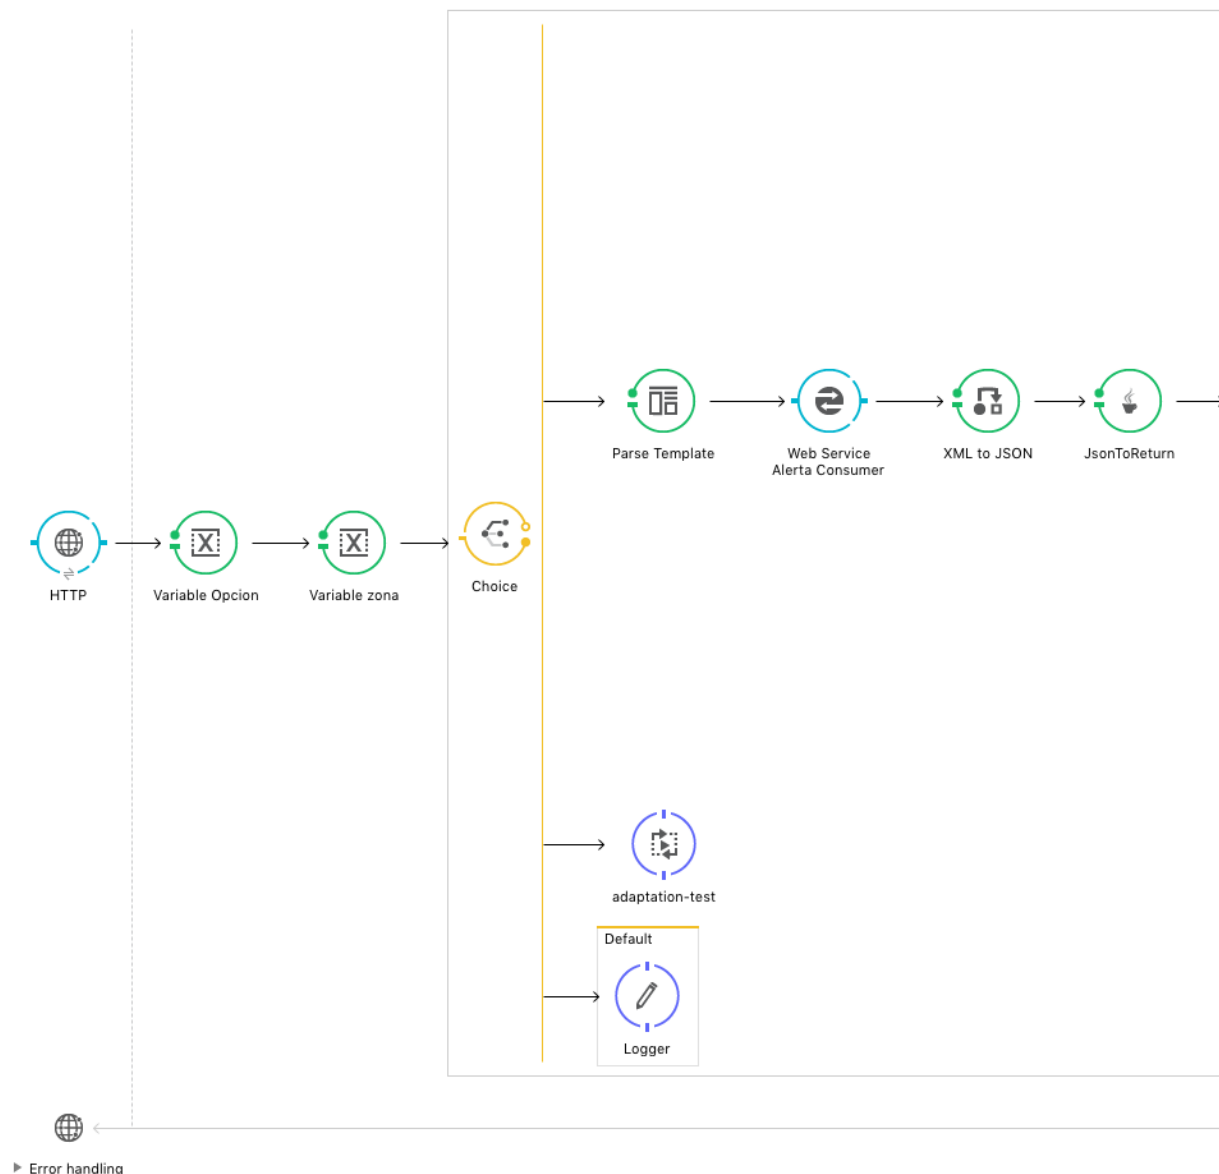 Parse Template
Web Service
Alerta Consumer
XML to JSON
JsonToReturn
HTTP
Variable Opcion
Variable zona
Choice
adaptation-test
Default
Logger
Error handling